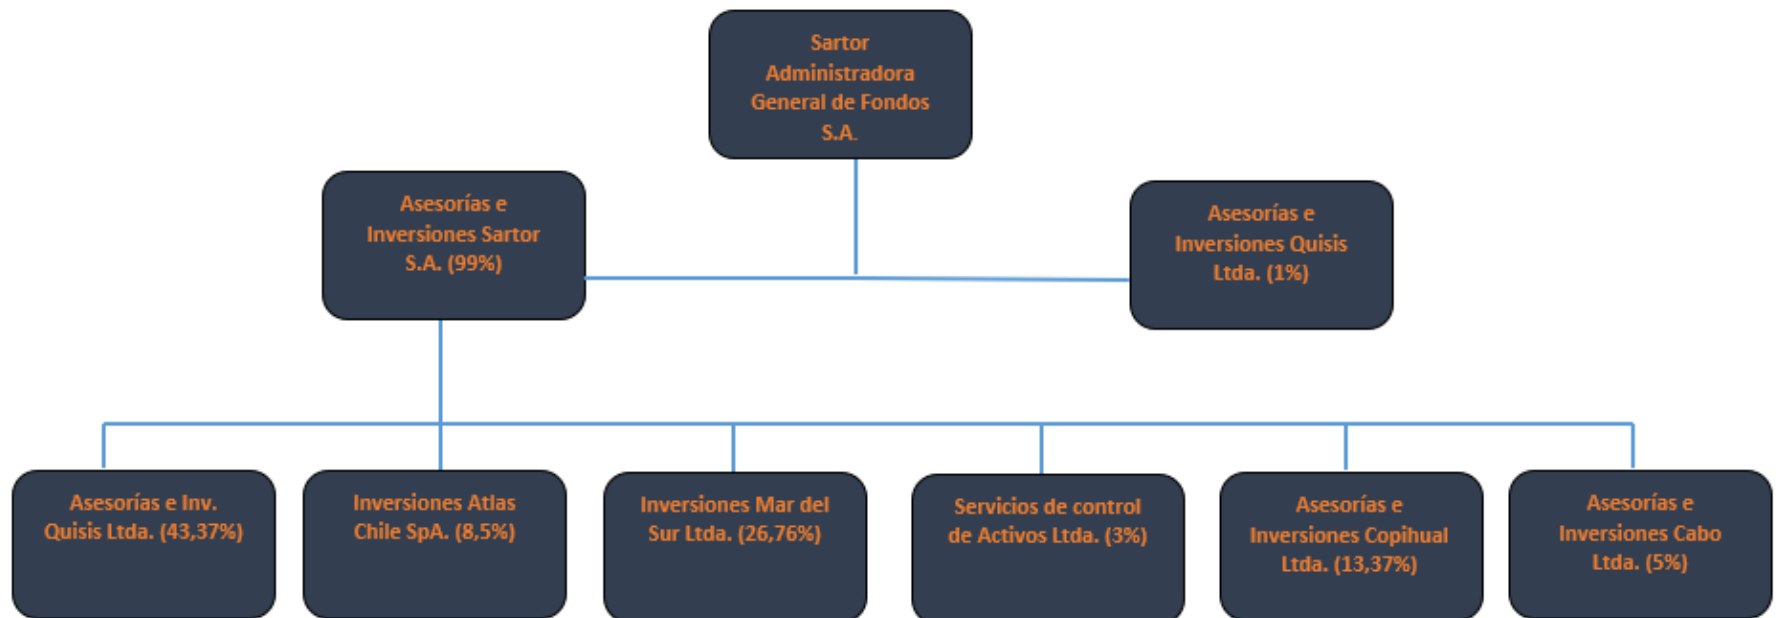 Sartor
Administradora
General de Fondos
S.A.
Asesorías e
Inversiones Sartor
S.A. (99%)
Asesorías e
Inversiones Quisis
Ltda. (1%)
Asesorías e Inv.
Quisis Ltda. (43,37%)
Inversiones Atlas
Chile SpA. (8,5%)
Inversiones Mar del
Sur Ltda. (26,76%)
Servicios de control
de Activos Ltda. (3%)
Asesorías e
Inversiones Copihual
Ltda. (13,37%)
Asesorías e
Inversiones Cabo
Ltda. (5%)